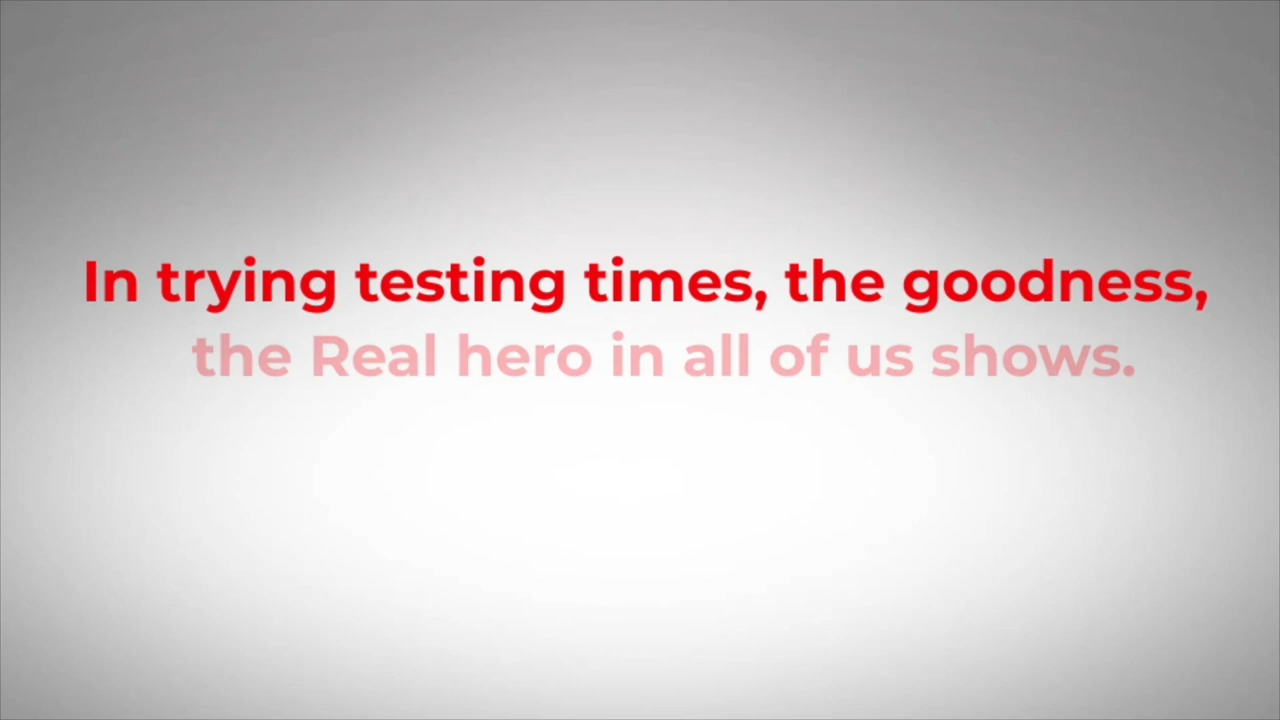 In trying testing times, the goodness,
the Real hero in all of us shows.